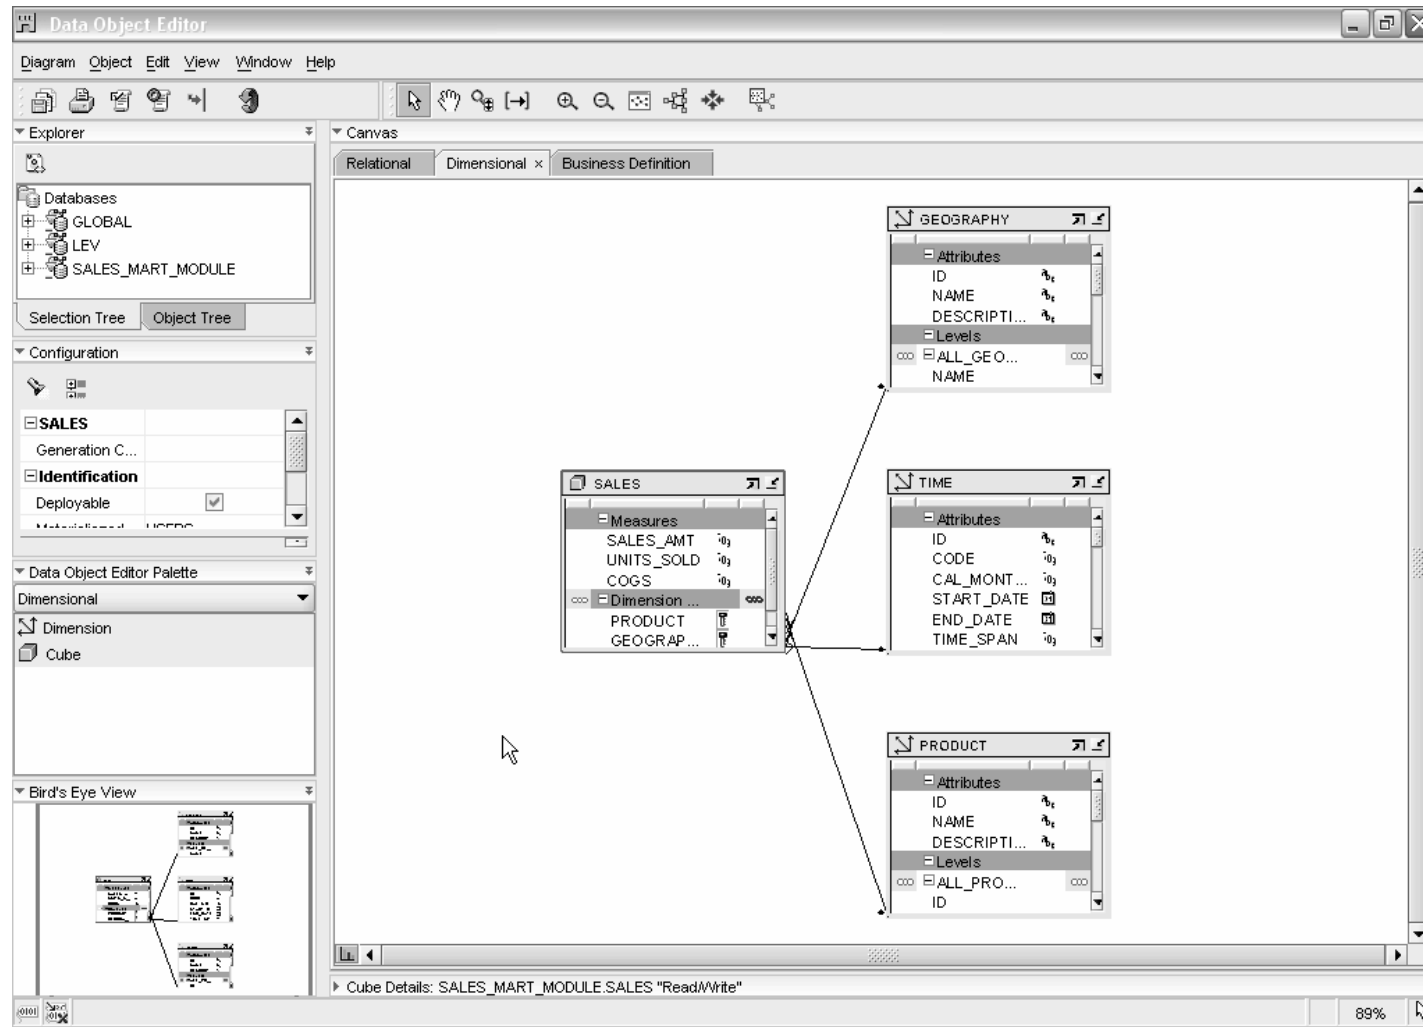 Data Object Editor
Diagram Object Edit View Window Help
Explorer
Databases
GLOBAL
LEV
SALES_MART_MODULE
Selection Tree Object Tree
Configuration
SALES
Generation C...
Identification
Deployable
USERS
Data Object Editor Palette
Dimensional
Dimension
Cube
Bird's Eye View
Canvas
Relational Dimensional × Business Definition
GEOGRAPHY
Attributes
ID
NAME
DESCRIPTI...
Levels
ALL_GEO...
NAME
SALES
Measures
SALES_AMT
UNITS_SOLD
COGS
Dimension ...
PRODUCT
GEOGRAP...
TIME
Attributes
ID
CODE
CAL_MONT...
START_DATE
END_DATE
TIME_SPAN
PRODUCT
Attributes
ID
NAME
DESCRIPTI...
Levels
ALL_PRO...
ID
Cube Details: SALES_MART_MODULE.SALES "Read/Write"
89%